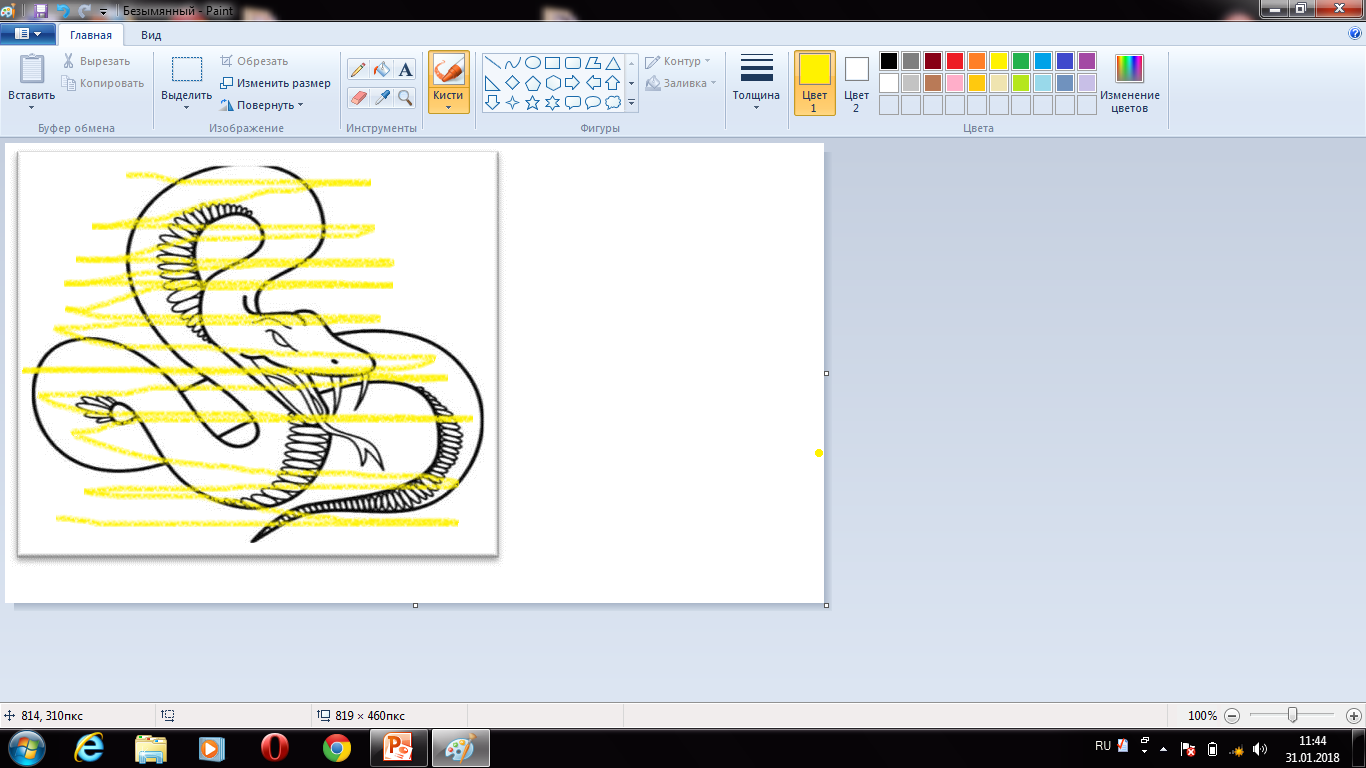 Безымянный - Paint
Главная Вид
Вставить
Вырезать
Копировать
Буфер обмена
Выделить
Обрезать
Изменить размер
Повернуть
Изображение
A
Инструменты
Кисти
Контур
Заливка
Фигуры
Толщина
Цвет 1
Цвет 2
Изменение цветов
Цвета
814, 310пкс
819 × 460пкс
100%
RU
11:44
31.01.2018